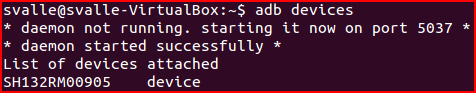 svalle@svalle-VirtualBox:~$ adb devices
* daemon not running. starting it now on port 5037 *
* daemon started successfully *
List of devices attached
SH132RM00905    device